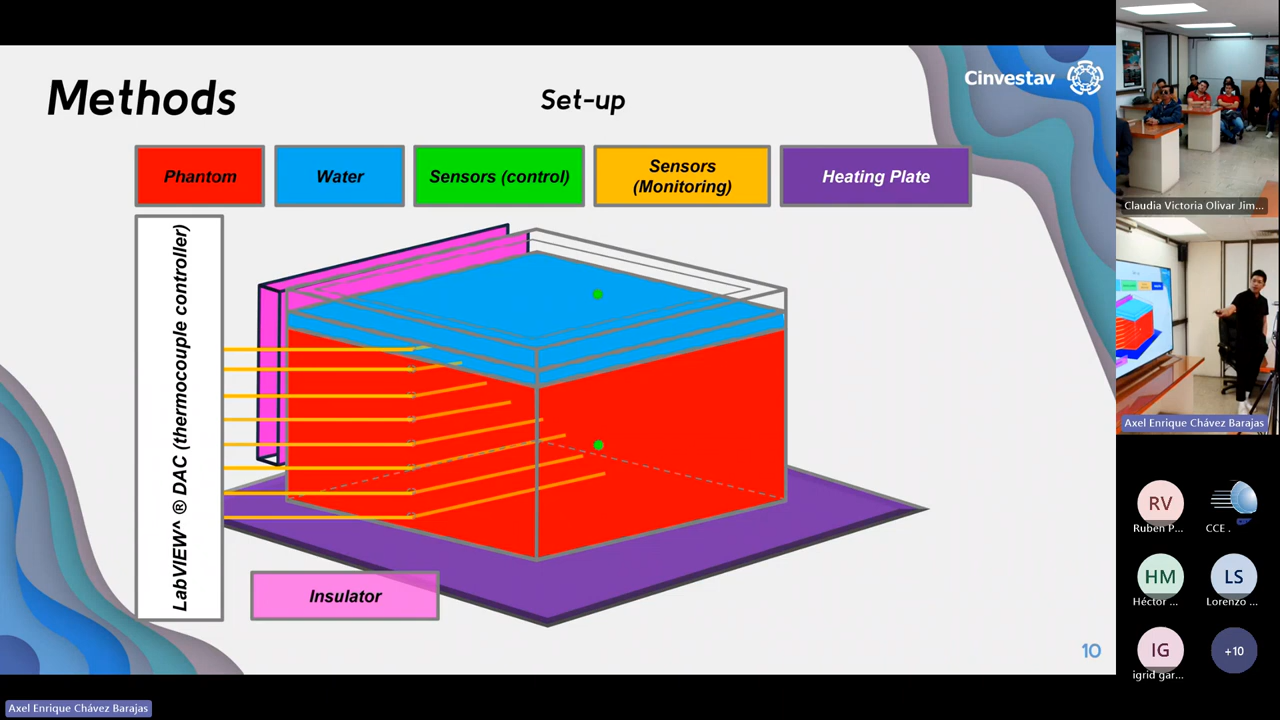 Methods
Set-up
Cinvestav
Phantom
Water
Sensors (control)
Sensors
(Monitoring)
Heating Plate
LabVIEW^ ® DAC (thermocouple controller)
Insulator
10
Claudia Victoria Olivar Jim...
Axel Enrique Chávez Barajas
RV
Ruben P...
CCE .
HM
Héctor ...
LS
Lorenzo ...
IG
igrid gar...
+10
Axel Enrique Chávez Barajas